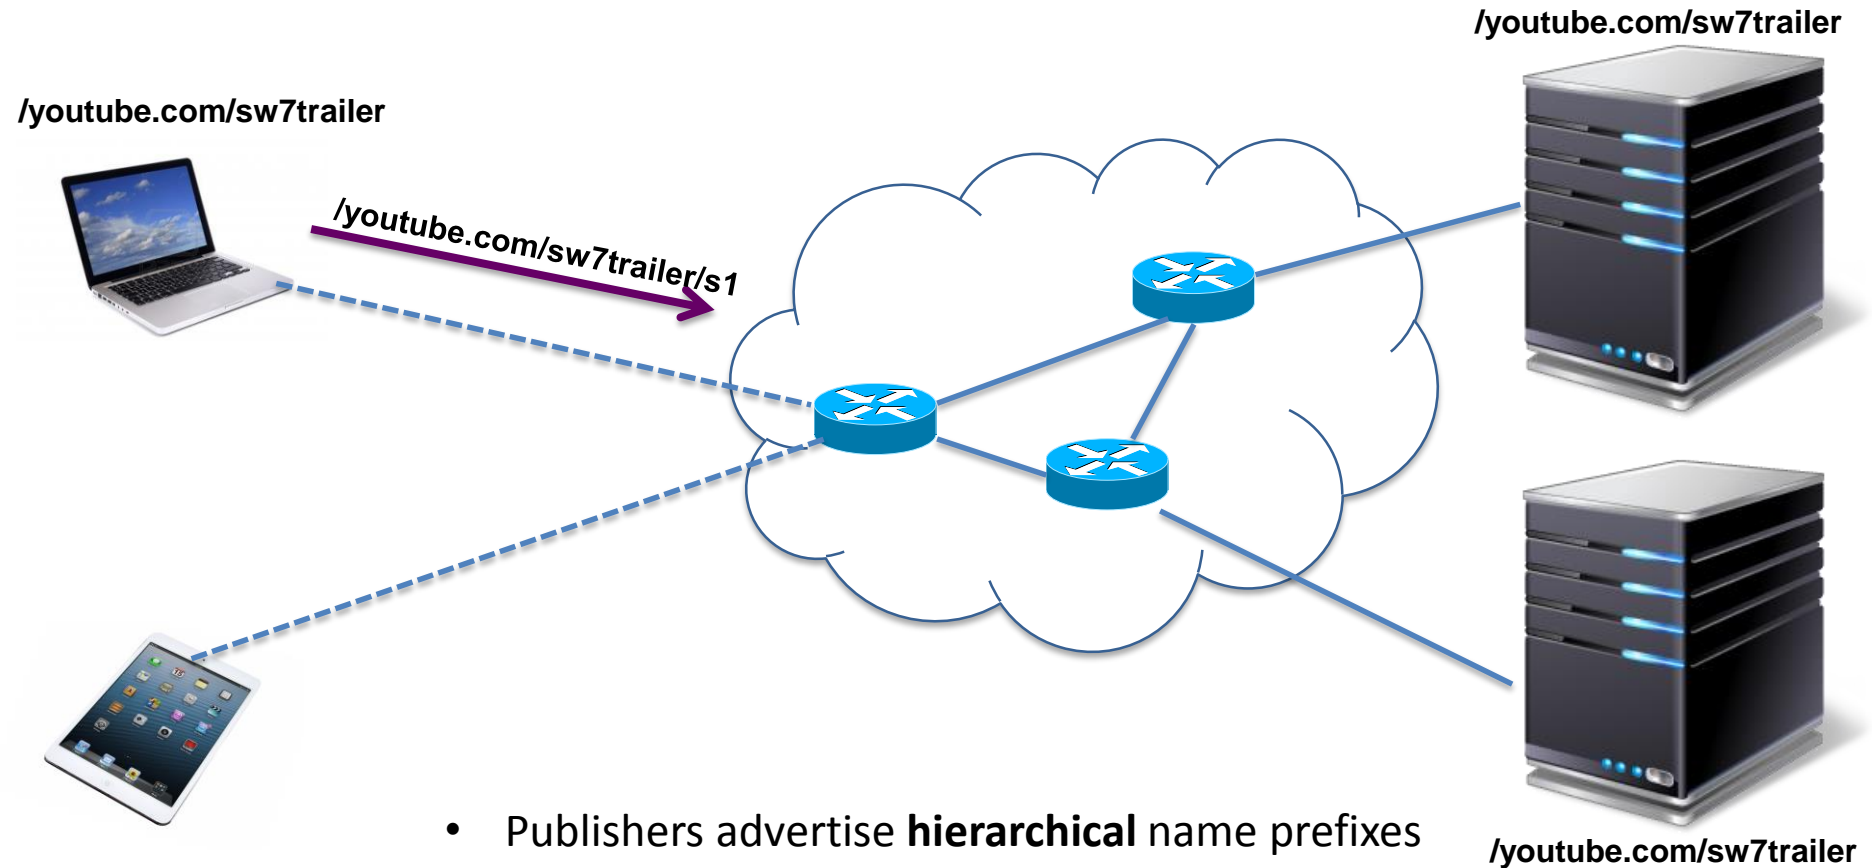 /youtube.com/sw7trailer
/youtube.com/sw7trailer
/youtube.com/sw7trailer/s1
• Publishers advertise hierarchical name prefixes
/youtube.com/sw7trailer